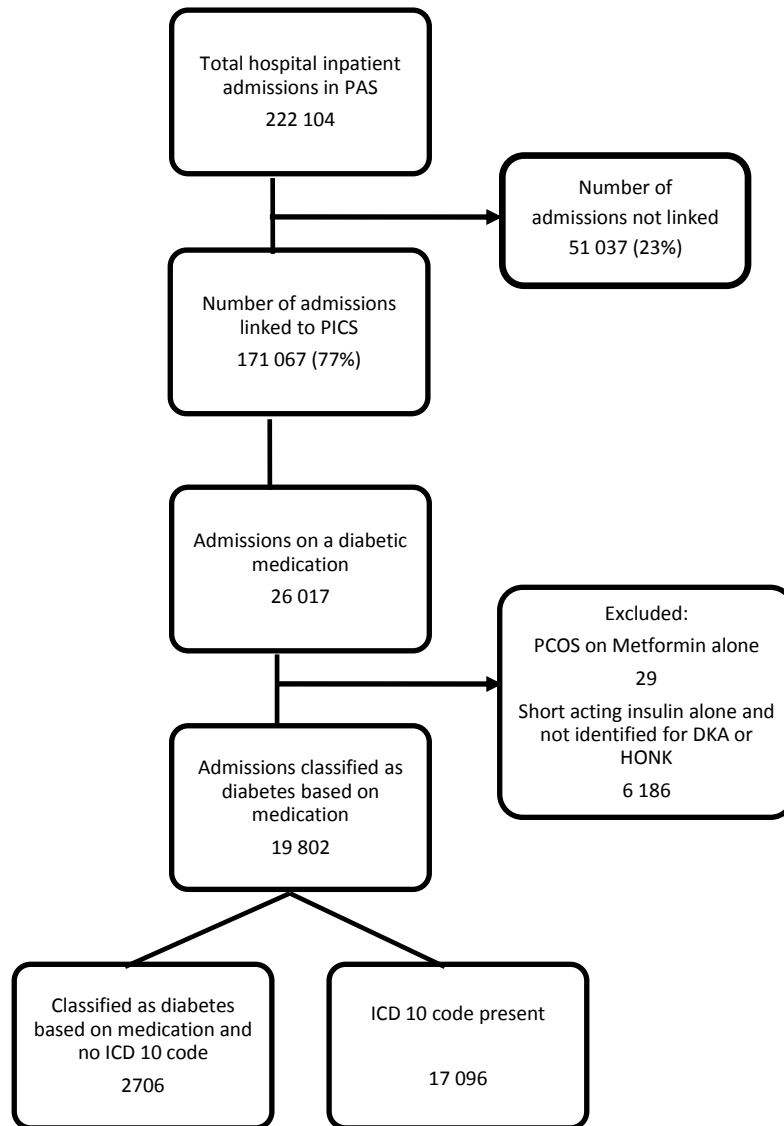 Total hospital inpatient
admissions in PAS
222 104
Number of
admissions not linked
51 037 (23%)
Number of admissions
linked to PICS
171 067 (77%)
Admissions on a diabetic
medication
26 017
Excluded:
PCOS on Metformin alone
29
Short acting insulin alone and
not identified for DKA or
HONK
6 186
Admissions classified as
diabetes based on
medication
19 802
Classified as diabetes
based on medication and
no ICD 10 code
2706
ICD 10 code present
17 096